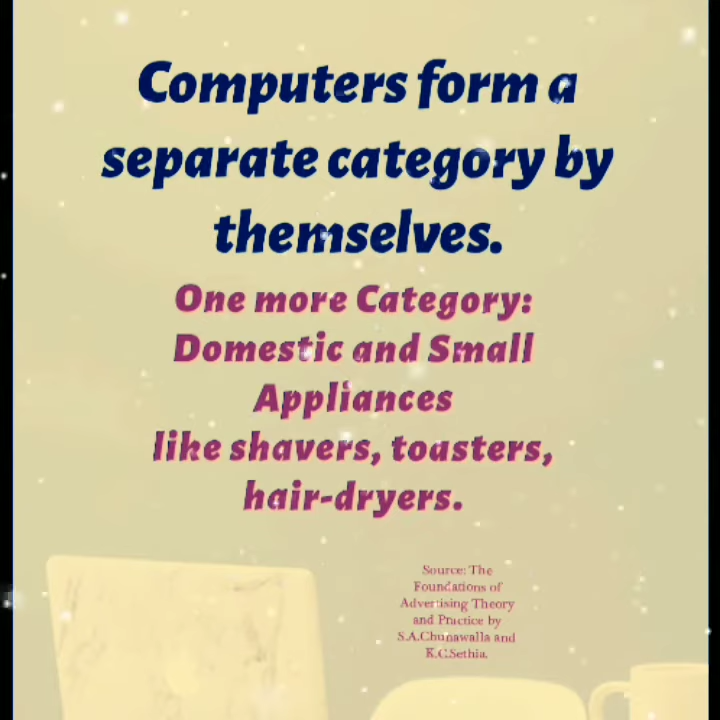 Computers form a
separate category by
themselves.
One more Category:
Domestic and Small
Appliances
like shavers, toasters,
hair-dryers.
Source: The
Foundations of
Advertising Theory
and Practice by
S.A.Chunawalla and
K.C.Sethia.